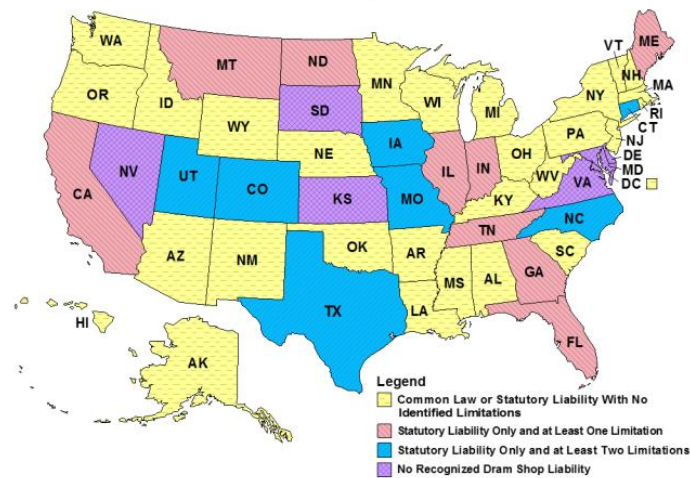 WA
MT
ND
MN
VT
ME
NH
MA
OR
ID
SD
WI
NY
WY
MI
RI
CT
NE
IA
PA
NJ
NV
UT
CO
IL
IN
OH
WV
DE
MD
CA
KS
MO
KY
VA
DC
NC
TN
AZ
NM
OK
AR
SC
MS
AL
GA
TX
LA
HI
FL
AK
Legend
Common Law or Statutory Liability With No
Identified Limitations
Statutory Liability Only and at Least One Limitation
Statutory Liability Only and at Least Two Limitations
No Recognized Dram Shop Liability